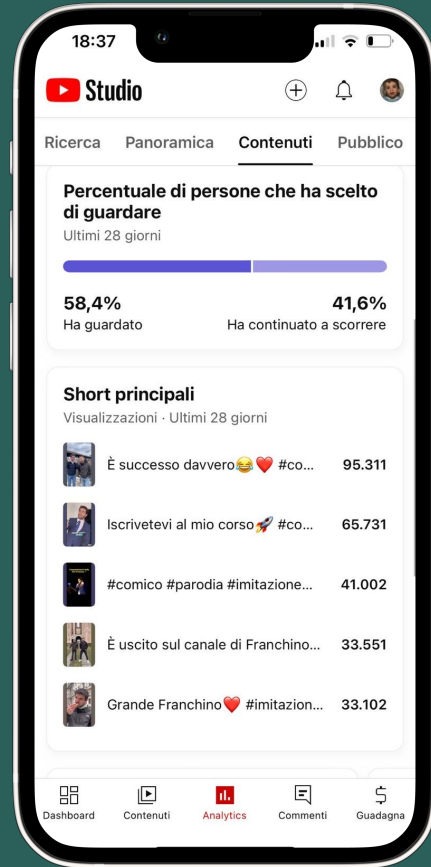 18:37
Studio
Ricerca Panoramica Contenuti Pubblico
Percentuale di persone che ha scelto
di guardare
Ultimi 28 giorni
58,4% 41,6%
Ha guardato Ha continuato a scorrere
Short principali
Visualizzazioni · Ultimi 28 giorni
È successo davvero😂❤️ #co... 95.311
Iscrivetevi al mio corso🚀 #co... 65.731
#comico #parodia #imitazione... 41.002
È uscito sul canale di Franchino... 33.551
Grande Franchino❤️ #imitazion... 33.102
Dashboard Contenuti Analytics Commenti Guadagna